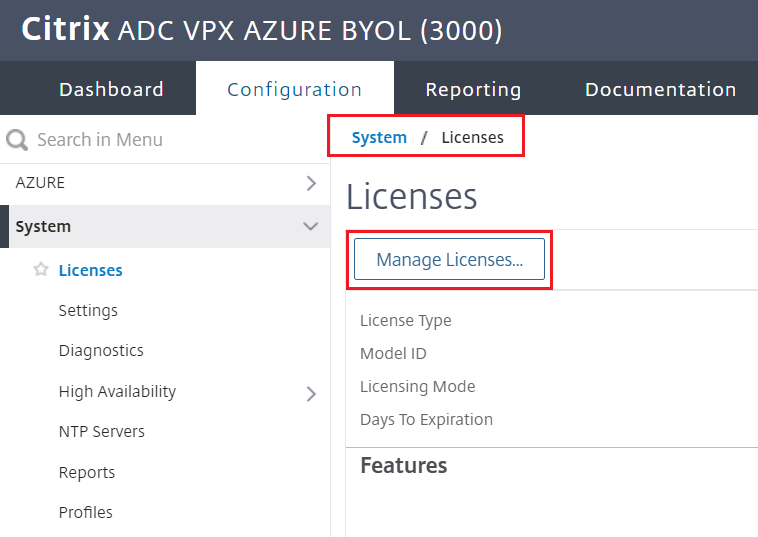 Citrix ADC VPX AZURE BYOL (3000)
Dashboard Configuration Reporting Documentation
Search in Menu
System / Licenses
AZURE
Licenses
System
Manage Licenses...
Licenses
Settings
License Type
Diagnostics
Model ID
High Availability
Licensing Mode
NTP Servers
Days To Expiration
Reports
Features
Profiles